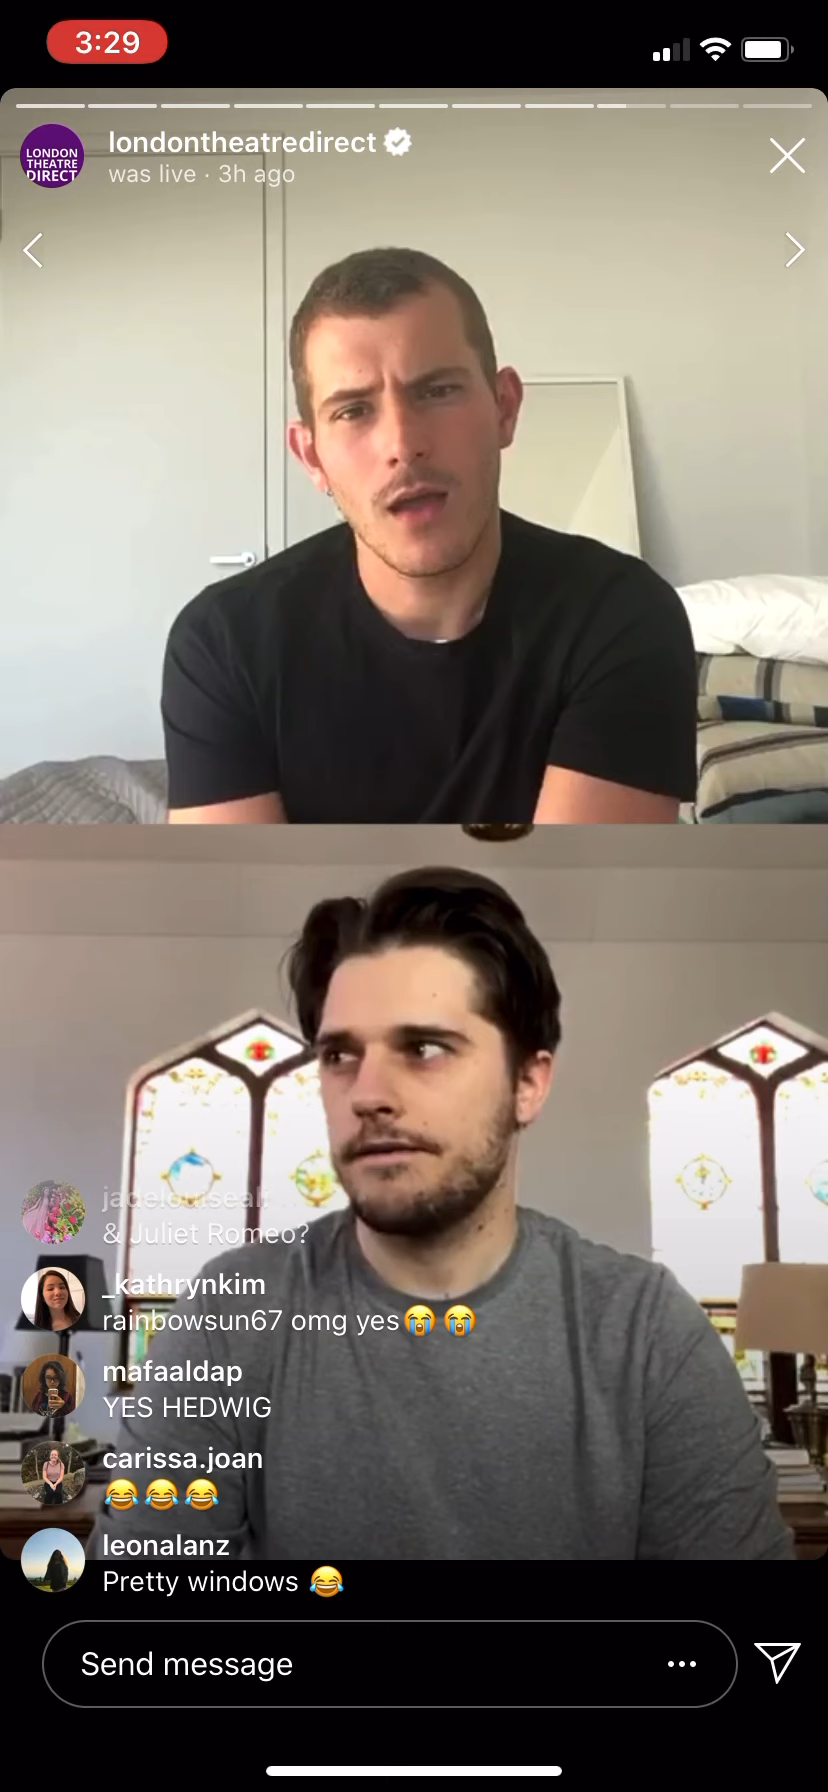 3:29
LONDON
THEATRE
DIRECT
londontheatredirect
was live · 3h ago
& Juliet Romeo?
_kathrynkim
rainbowsun67 omg yes😭 😭
mafaaldap
YES HEDWIG
carissa.joan
😂😂😂
leonalanz
Pretty windows 😂
Send message